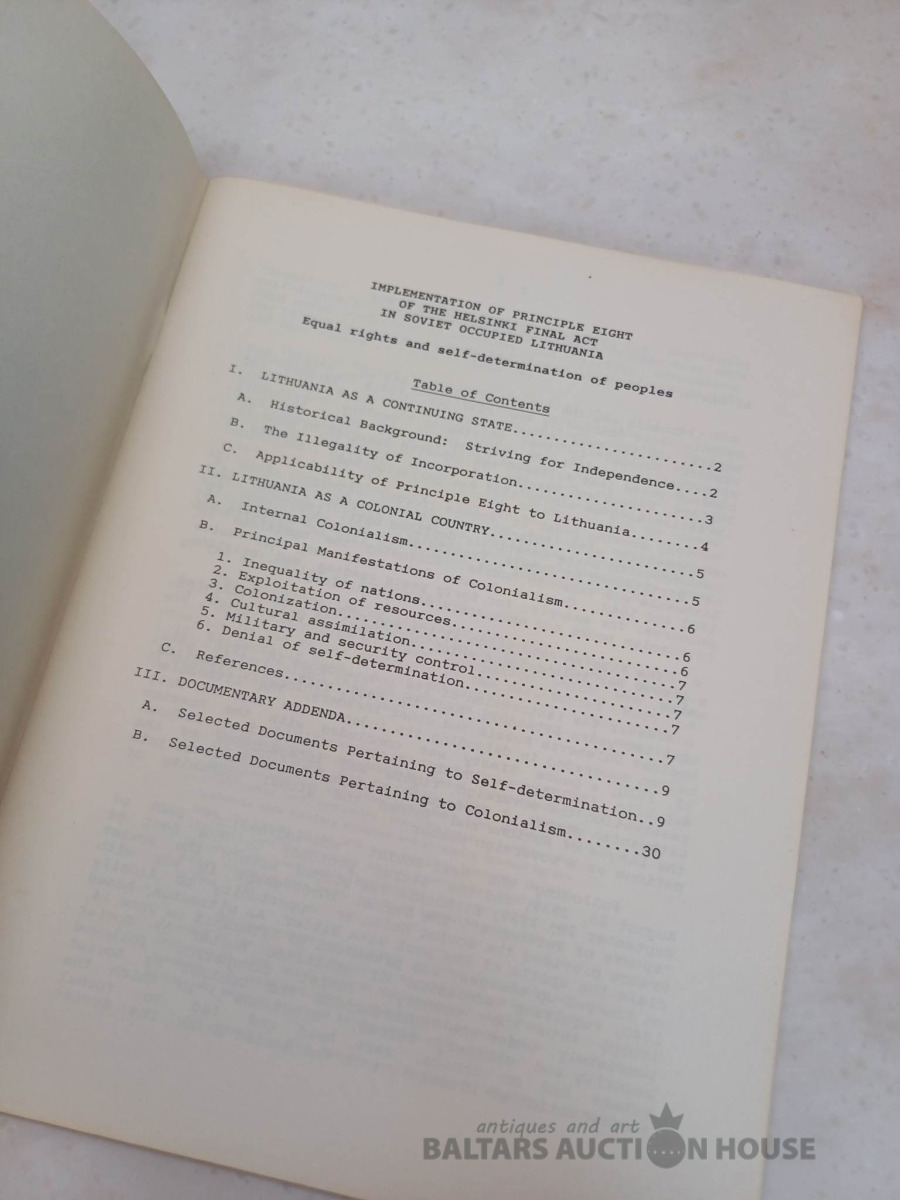 IMPLEMENTATION OF PRINCIPLE EIGHT
OF THE HELSINKI FINAL ACT
IN SOVIET OCCUPIED LITHUANIA
Equal rights and self-determination of peoples
Table of Contents
I. LITHUANIA AS A CONTINUING STATE........................2
A. Historical Background: Striving for Independence....2
B. The Illegality of Incorporation.......................3
C. Applicability of Principle Eight to Lithuania........4
II. LITHUANIA AS A COLONIAL COUNTRY.........................5
A. Internal Colonialism...................................5
B. Principal Manifestations of Colonialism...............6
1. Inequality of nations................................6
2. Exploitation of resources............................6
3. Colonization.........................................7
4. Cultural assimilation................................7
5. Military and security control........................7
6. Denial of self-determination.........................7
C. References.............................................7
III. DOCUMENTARY ADDENDA......................................9
A. Selected Documents Pertaining to Self-determination..9
B. Selected Documents Pertaining to Colonialism.........30
antiques and art
BALTARS AUCTION HOUSE